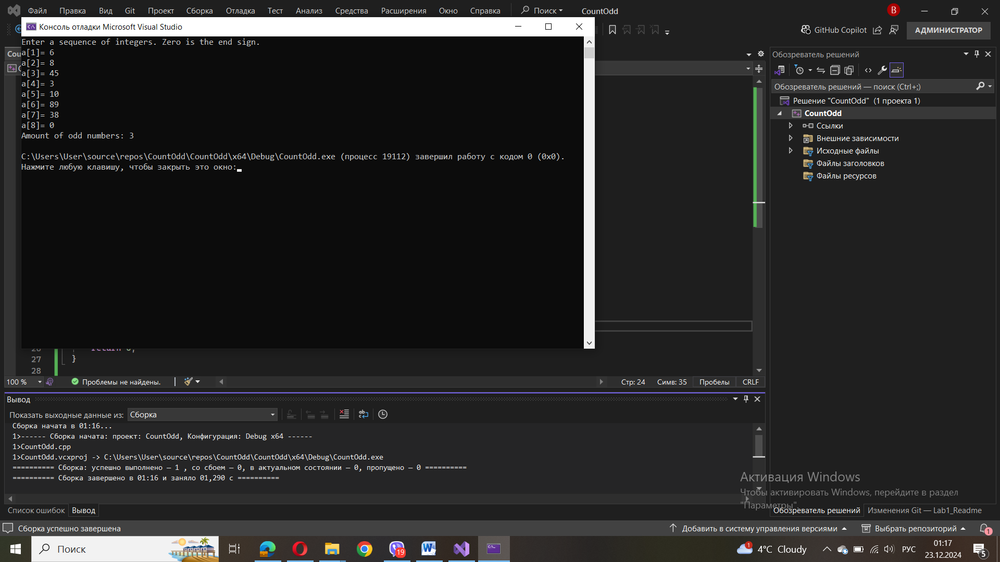 Файл Правка Вид Git Проект Сборка Отладка Тест Анализ Средства Расширения Окно Справка Поиск CountOdd B
Консоль отладки Microsoft Visual Studio
GitHub Copilot АДМИНИСТРАТОР
Enter a sequence of integers. Zero is the end sign.
a[1]= 6
a[2]= 8
a[3]= 45
a[4]= 3
a[5]= 10
a[6]= 89
a[7]= 38
a[8]= 0
Amount of odd numbers: 3
C:\Users\User\source\repos\CountOdd\CountOdd\x64\Debug\CountOdd.exe (процесс 19112) завершил работу с кодом 0 (0x0).
Нажмите любую клавишу, чтобы закрыть это окно:
Cou
Обозреватель решений
Обозреватель решений — поиск (Ctrl+;)
Решение "CountOdd" (1 проекта 1)
CountOdd
Ссылки
Внешние зависимости
Исходные файлы
Файлы заголовков
Файлы ресурсов
26 return 0;
27 }
28
100 % Проблемы не найдены. Стр: 24 Симв: 35 Пробелы CRLF
Вывод
Показать выходные данные из: Сборка
Сборка начата в 01:16...
1>------ Сборка начата: проект: CountOdd, Конфигурация: Debug x64 ------
1>CountOdd.cpp
1>CountOdd.vcxproj -> C:\Users\User\source\repos\CountOdd\CountOdd\x64\Debug\CountOdd.exe
========== Сборка: успешно выполнено — 1 , со сбоем — 0, в актуальном состоянии — 0, пропущено — 0 ==========
========== Сборка завершено в 01:16 и заняло 01,290 с ==========
Активация Windows
Чтобы активировать Windows, перейдите в раздел
"Параметры".
Список ошибок Вывод
Обозреватель решений Изменения Git — Lab1_Readme
Сборка успешно завершена Добавить в систему управления версиями Выбрать репозиторий 1
Поиск 19 1 4°C Cloudy РУС 01:17
23.12.2024 5